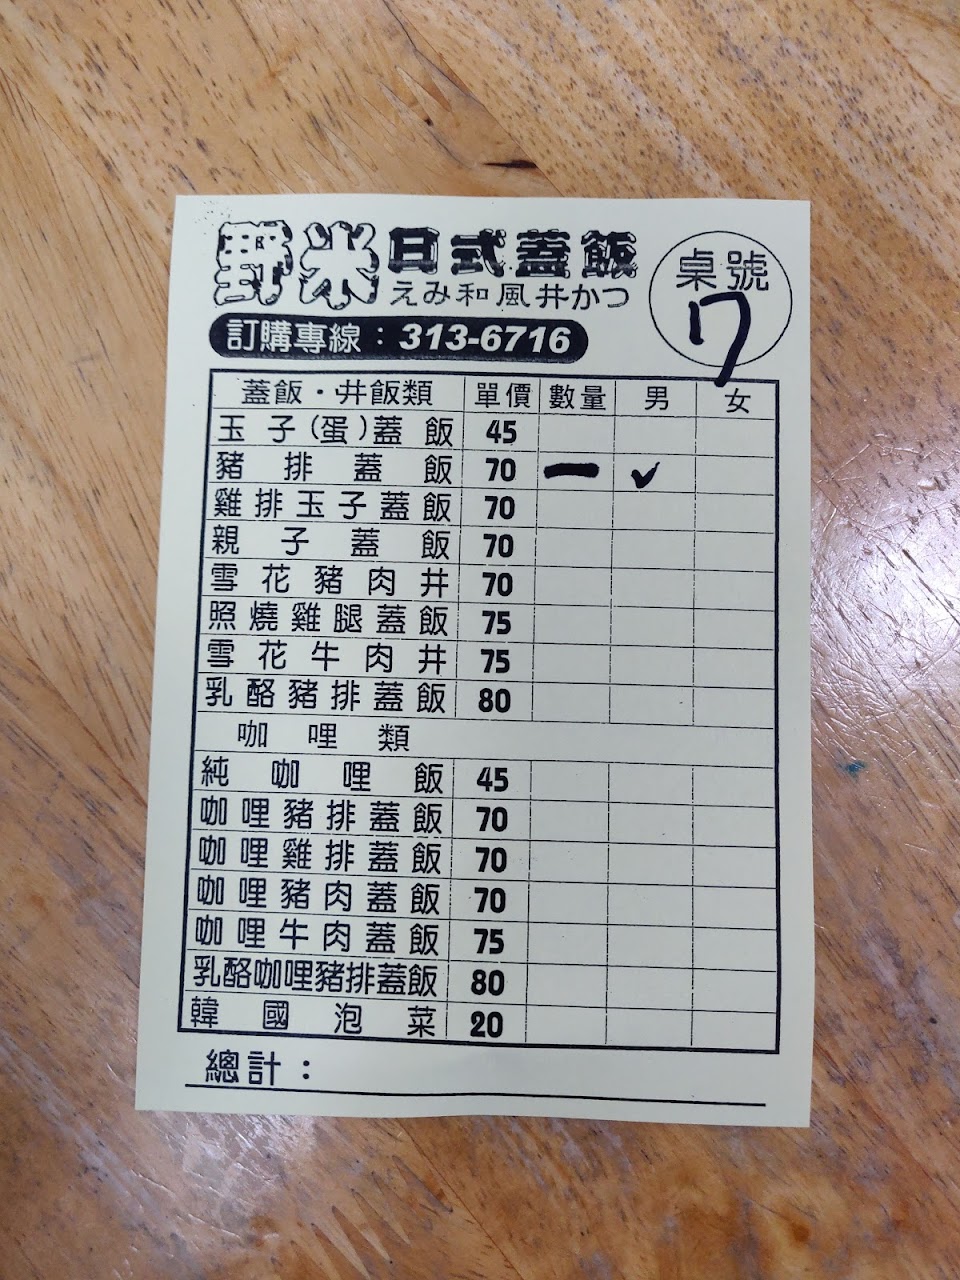 野米日式蓋飯
えみ和風井かつ
桌號
7
訂購專線：313-6716
蓋飯・井飯類 單價 數量 男 女
玉子(蛋)蓋飯 45
豬排蓋飯 70 一 ✓
雞排玉子蓋飯 70
親子蓋飯 70
雪花豬肉井 70
照燒雞腿蓋飯 75
雪花牛肉井 75
乳酪豬排蓋飯 80
咖哩類
純咖哩飯 45
咖哩豬排蓋飯 70
咖哩雞排蓋飯 70
咖哩豬肉蓋飯 70
咖哩牛肉蓋飯 75
乳酪咖哩豬排蓋飯 80
韓國泡菜 20
總計：